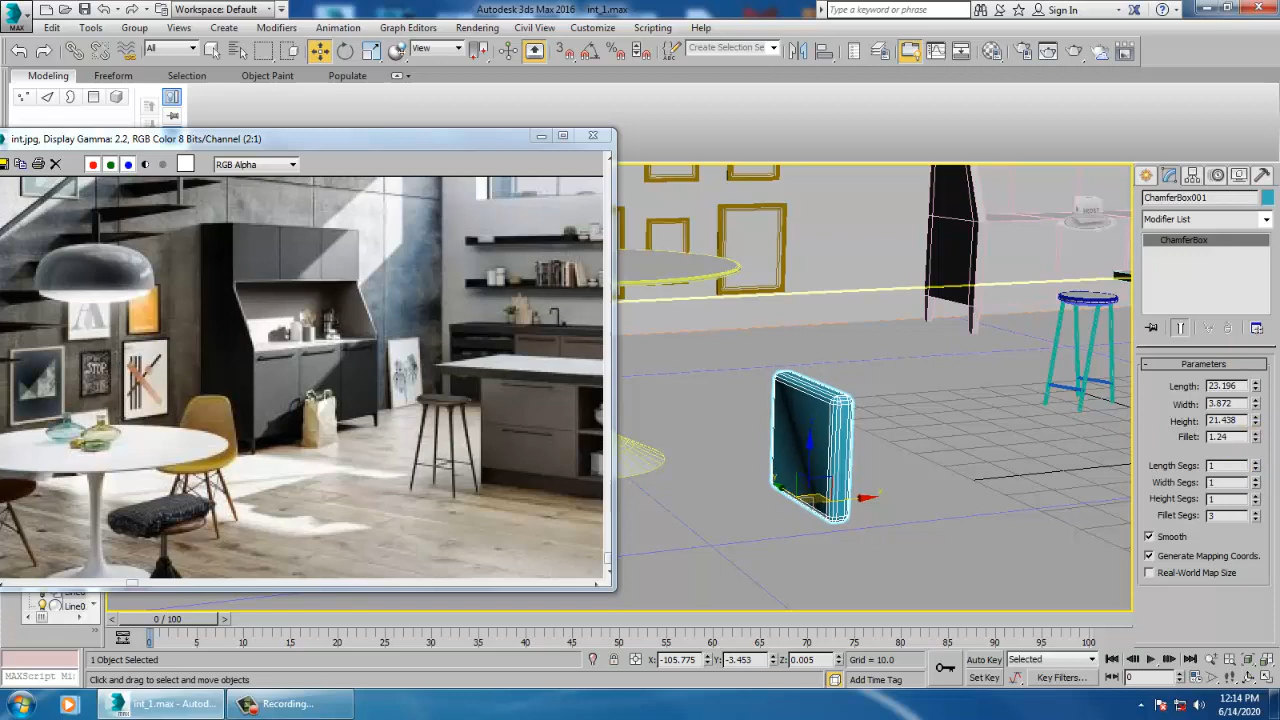 Workspace: Default
Autodesk 3ds Max 2016
int_1.max
Type a keyword or phrase
Sign In
MAX
Edit
Tools
Group
Views
Create
Modifiers
Animation
Graph Editors
Rendering
Civil View
Customize
Scripting
Help
All
View
3
ABC
Create Selection Se
Modeling
Freeform
Selection
Object Paint
Populate
int.jpg, Display Gamma: 2.2, RGB Color 8 Bits/Channel (2:1)
RGB Alpha
A
STOP
ChamferBox001
Modifier List
ChamferBox
- Parameters
Length: 23.196
Width: 3.872
Height: 21.438
Fillet: 1.24
Length Segs: 1
Width Segs: 1
Height Segs: 1
Fillet Segs: 3
Smooth
Generate Mapping Coords.
Real-World Map Size
Line0
0 / 100
0
5
10
15
20
25
30
35
40
45
50
55
60
65
70
75
80
85
90
95
100
1 Object Selected
X: -105.775
Y: -3.453
Z: 0.005
Grid = 10.0
Auto Key
Selected
MAXScript Mi
Click and drag to select and move objects
Add Time Tag
Set Key
Key Filters...
0
int_1.max - Autod...
Recording...
12:14 PM
6/14/2020